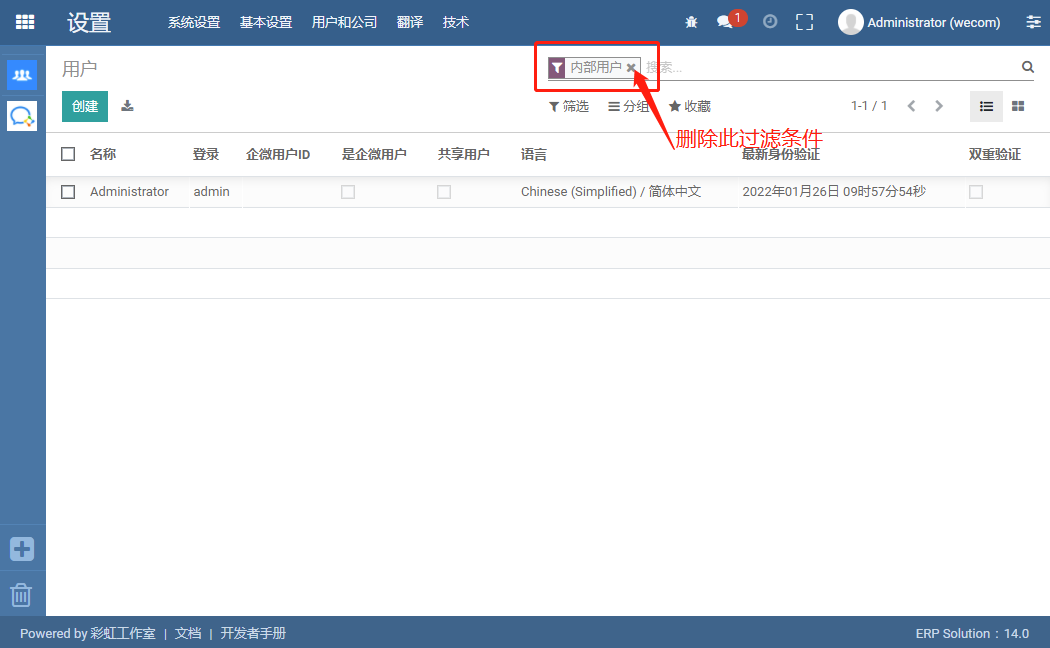 设置 系统设置 基本设置 用户和公司 翻译 技术 1 Administrator (wecom)
用户 内部用户 搜索...
创建 筛选 分组 收藏 1-1 / 1
删除此过滤条件
名称 登录 企微用户ID 是企微用户 共享用户 语言 最新身份验证 双重验证
Administrator admin Chinese (Simplified) / 简体中文 2022年01月26日 09时57分54秒
Powered by 彩虹工作室 | 文档 | 开发者手册 ERP Solution : 14.0